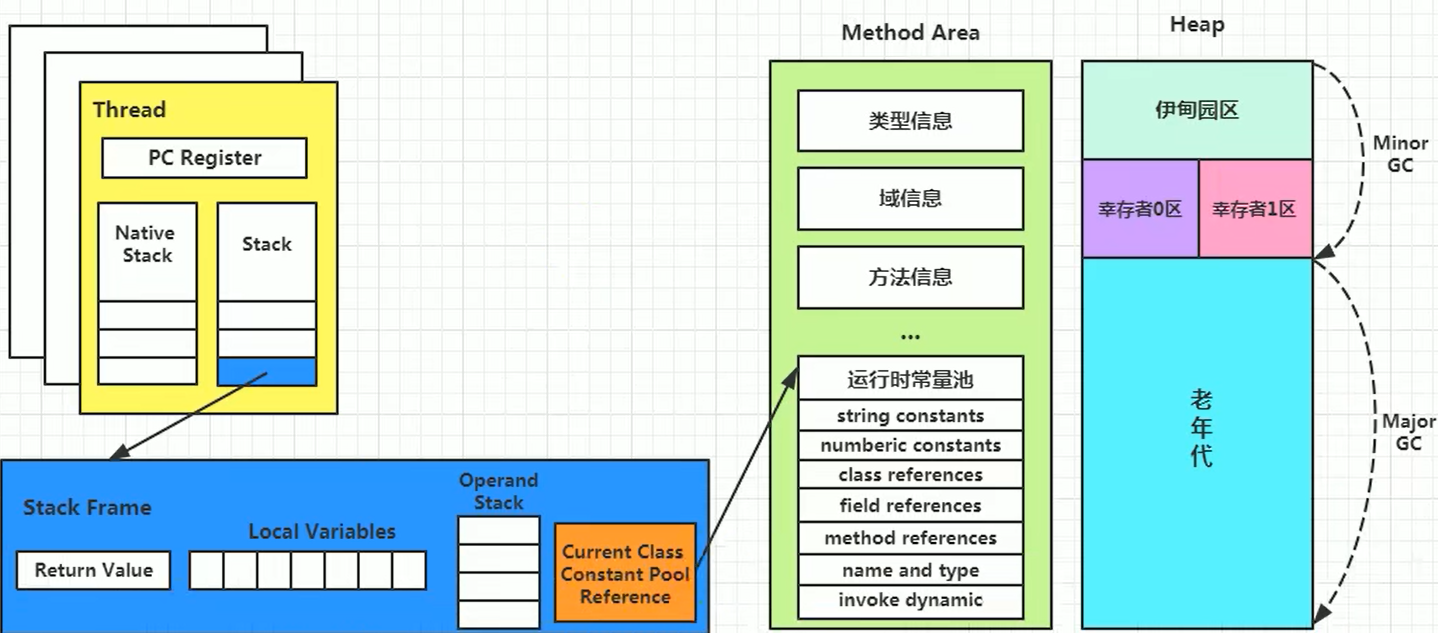 Thread
PC Register
Native
Stack
Stack
Stack Frame
Return Value
Local Variables
Operand
Stack
Current Class
Constant Pool
Reference
Method Area
类型信息
域信息
方法信息
...
运行时常量池
string constants
numberic constants
class references
field references
method references
name and type
invoke dynamic
Heap
伊甸园区
幸存者0区
幸存者1区
老
年
代
Minor
GC
Major
GC